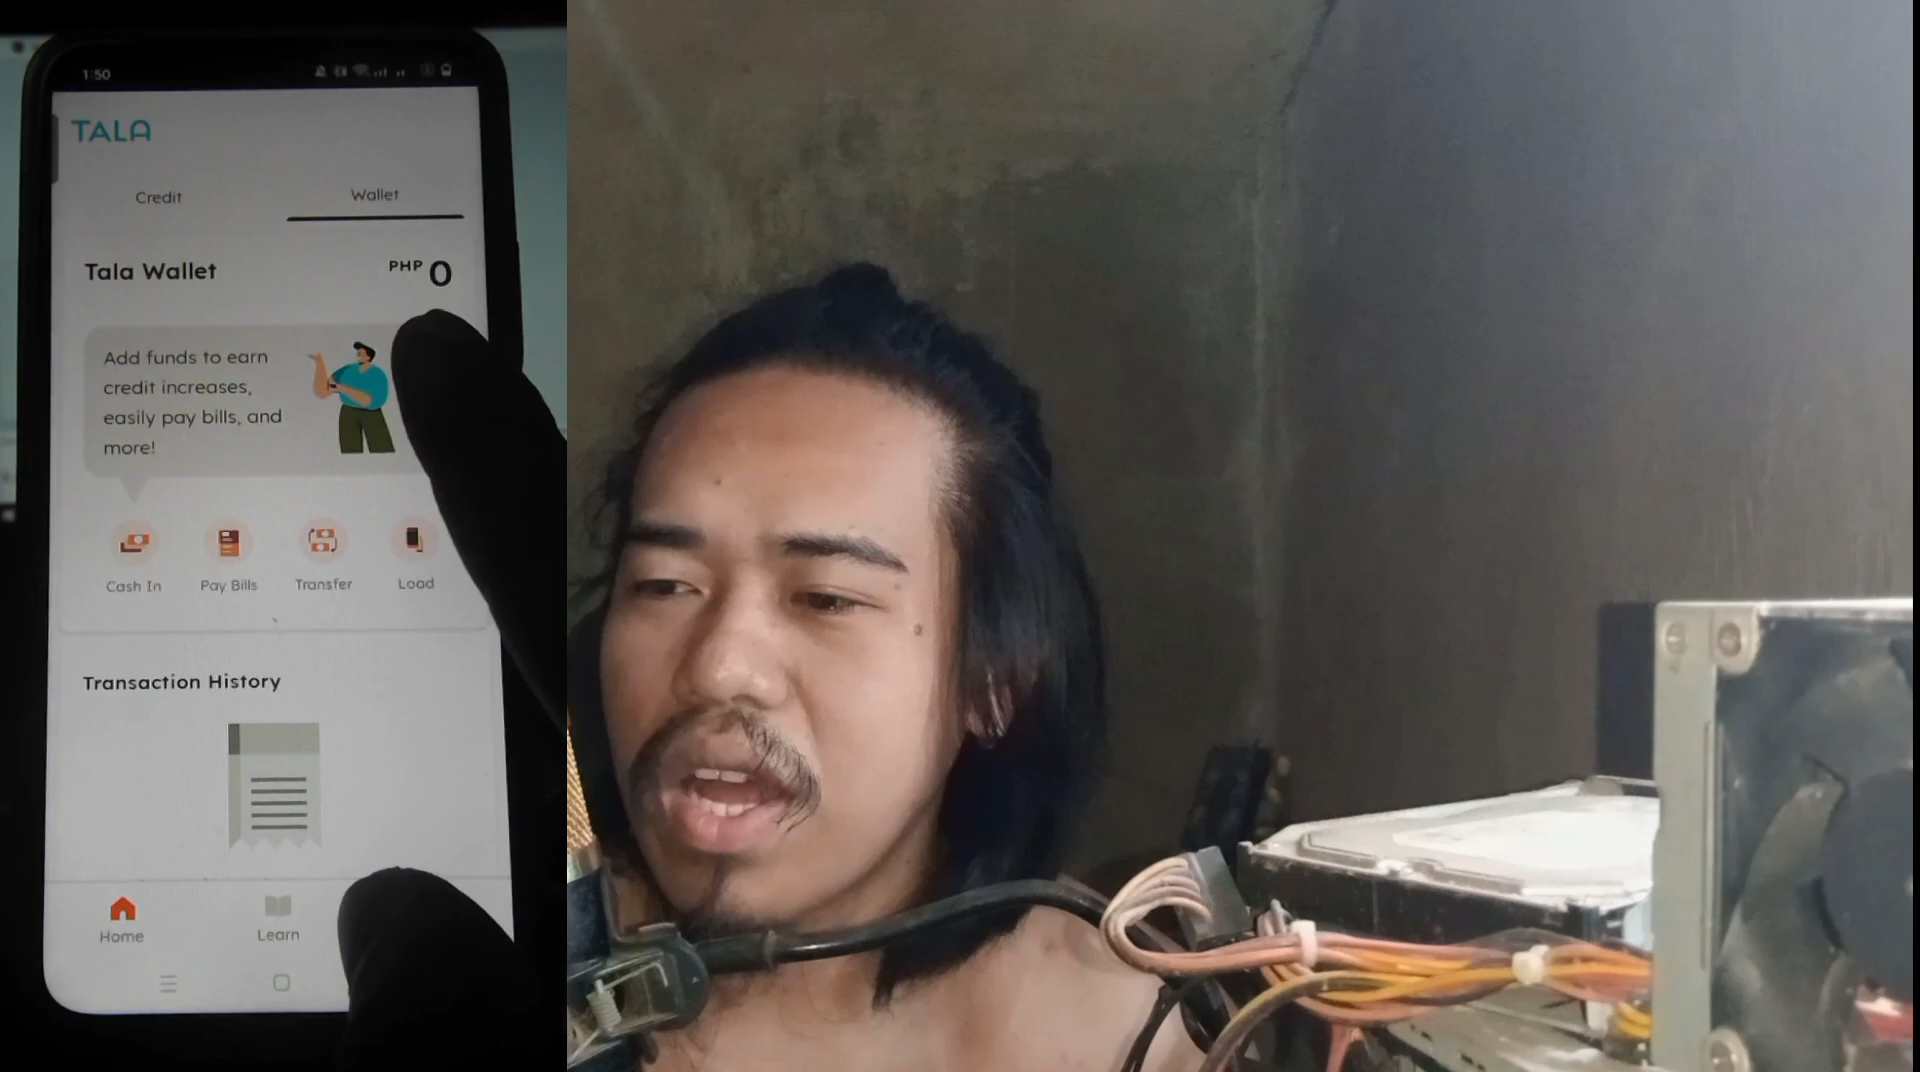 1:50
TALA
Credit
Wallet
Tala Wallet
PHP 0
Add funds to earn
credit increases,
easily pay bills, and
more!
Cash In
Pay Bills
Transfer
Load
Transaction History
Home
Learn